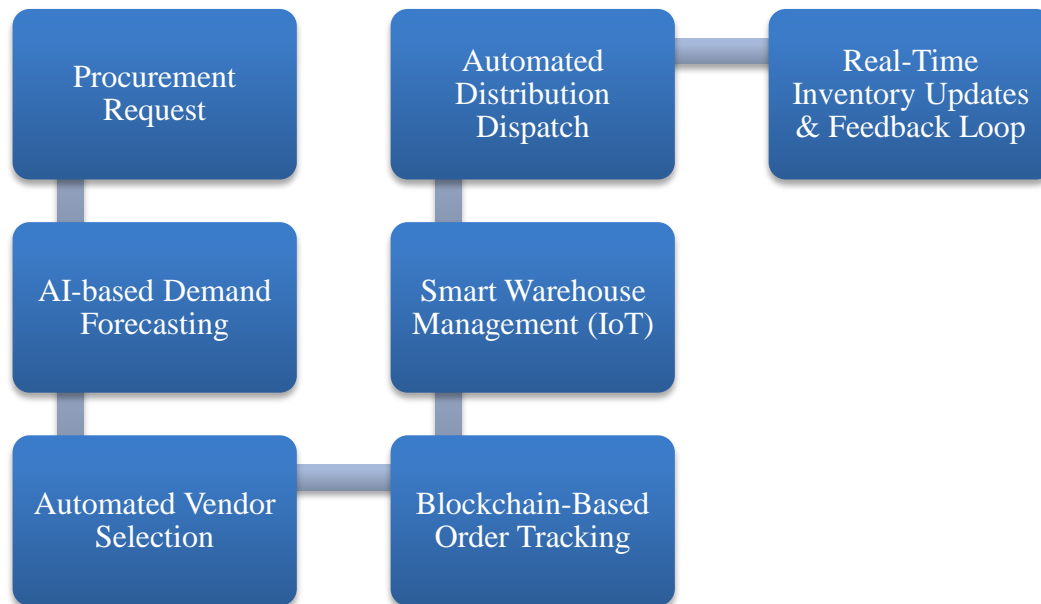 Procurement
Request
AI-based Demand
Forecasting
Automated Vendor
Selection
Blockchain-Based
Order Tracking
Smart Warehouse
Management (IoT)
Automated
Distribution
Dispatch
Real-Time
Inventory Updates
& Feedback Loop